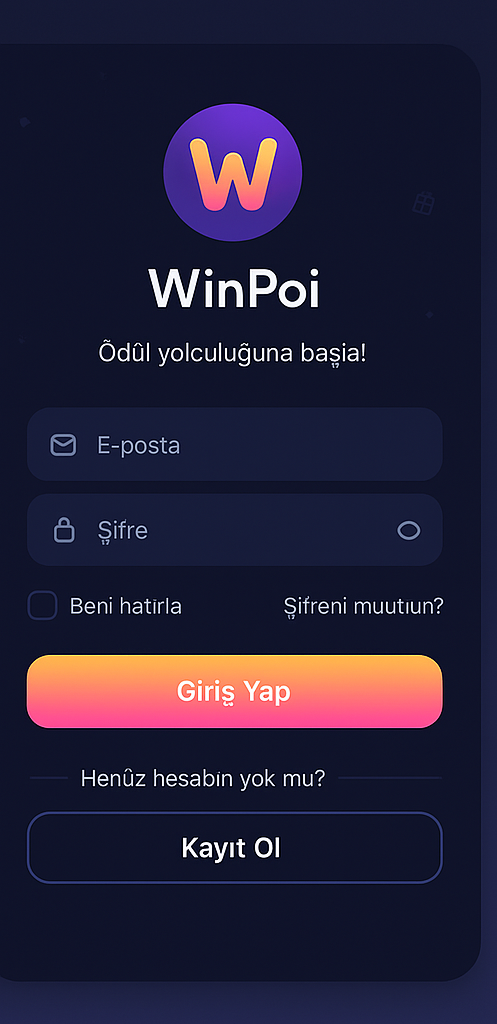 W
WinPoi
Õdûl yolculuğuna başia!
E-posta
Şifre
Beni hatırla
Şifreni muutıun?
Giriş Yap
Henûz hesabın yok mu?
Kayıt Ol